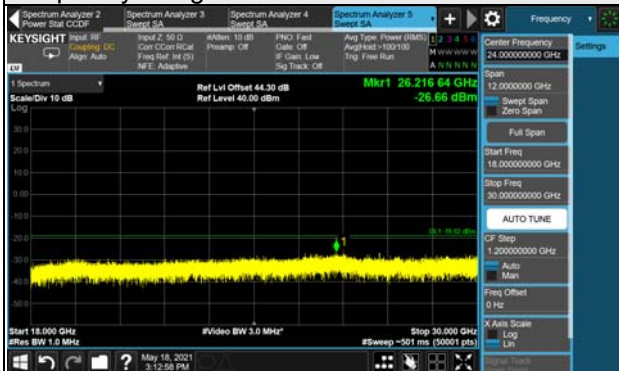 Spectrum Analyzer 2
Power Stat CCDF
Spectrum Analyzer 3
Swept SA
Spectrum Analyzer 4
Swept SA
Spectrum Analyzer 5
Swept SA
Frequency
KEYSIGHT
Input: RF
Coupling: DC
Align: Auto
Input Z: 50 Ω
Corr CCorr RCal
Freq Ref: Int (S)
NFE: Adaptive
#Atten: 10 dB
Preamp: Off
PNO: Fast
Gate: Off
IF Gain: Low
Sig Track: Off
Avg Type: Power (RMS)
Avg|Hold:>100/100
Trig: Free Run
1 2 3 4 5 6
M W W W W W
A N N N N N
1 Spectrum
Scale/Div 10 dB
Log
Ref Lvl Offset 44.30 dB
Ref Level 40.00 dBm
Mkr1 26.216 64 GHz
-26.66 dBm
30.0
20.0
10.0
0.00
-10.0
-20.0
-30.0
-40.0
-50.0
1
Start 18.000 GHz
#Res BW 1.0 MHz
#Video BW 3.0 MHz*
Stop 30.000 GHz
#Sweep ~501 ms (50001 pts)
Center Frequency
24.000000000 GHz
Settings
Span
12.0000000 GHz
Swept Span
Zero Span
Full Span
Start Freq
18.000000000 GHz
Stop Freq
30.000000000 GHz
AUTO TUNE
CF Step
1.200000000 GHz
Auto
Man
Freq Offset
0 Hz
X Axis Scale
Log
Lin
Signal Track
?
May 18, 2021
3:12:58 PM